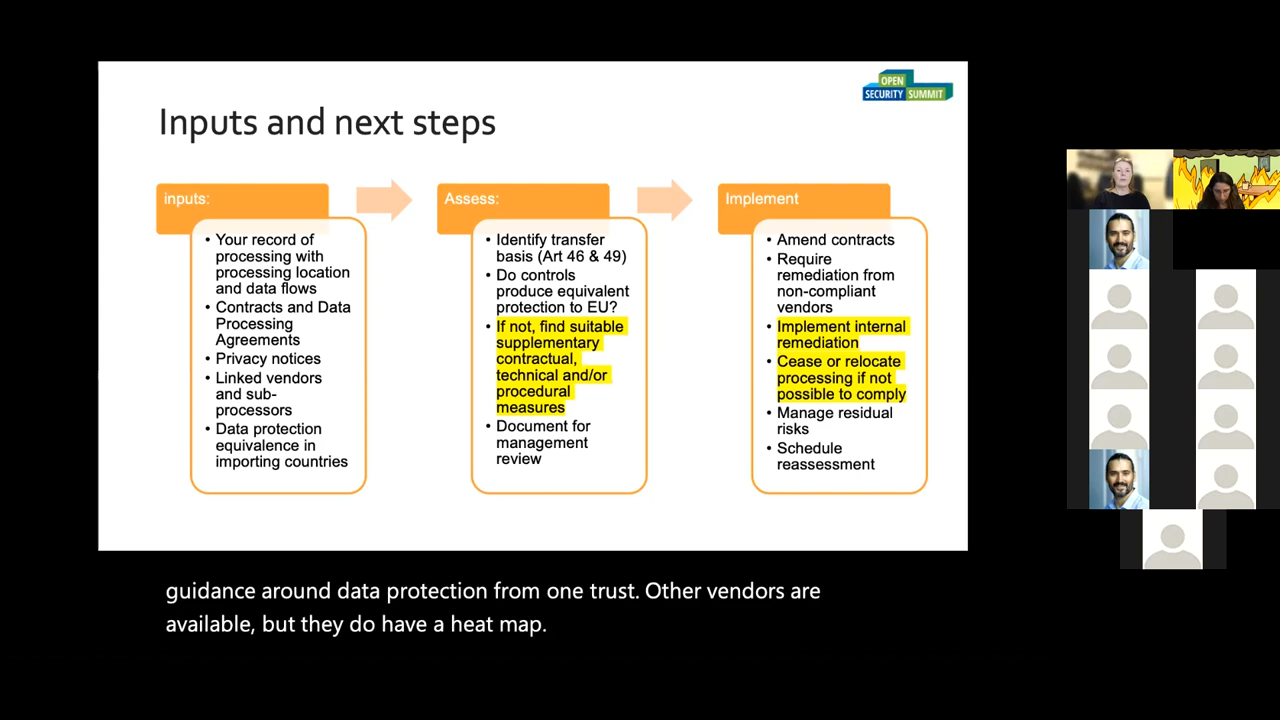 OPEN
SECURITY SUMMIT
Inputs and next steps
inputs:
• Your record of
processing with
processing location
and data flows
• Contracts and Data
Processing
Agreements
• Privacy notices
• Linked vendors
and sub-
processors
• Data protection
equivalence in
importing countries
Assess:
• Identify transfer
basis (Art 46 & 49)
• Do controls
produce equivalent
protection to EU?
• If not, find suitable
supplementary
contractual,
technical and/or
procedural
measures
• Document for
management
review
Implement
• Amend contracts
• Require
remediation from
non-compliant
vendors
• Implement internal
remediation
• Cease or relocate
processing if not
possible to comply
• Manage residual
risks
• Schedule
reassessment
guidance around data protection from one trust. Other vendors are
available, but they do have a heat map.